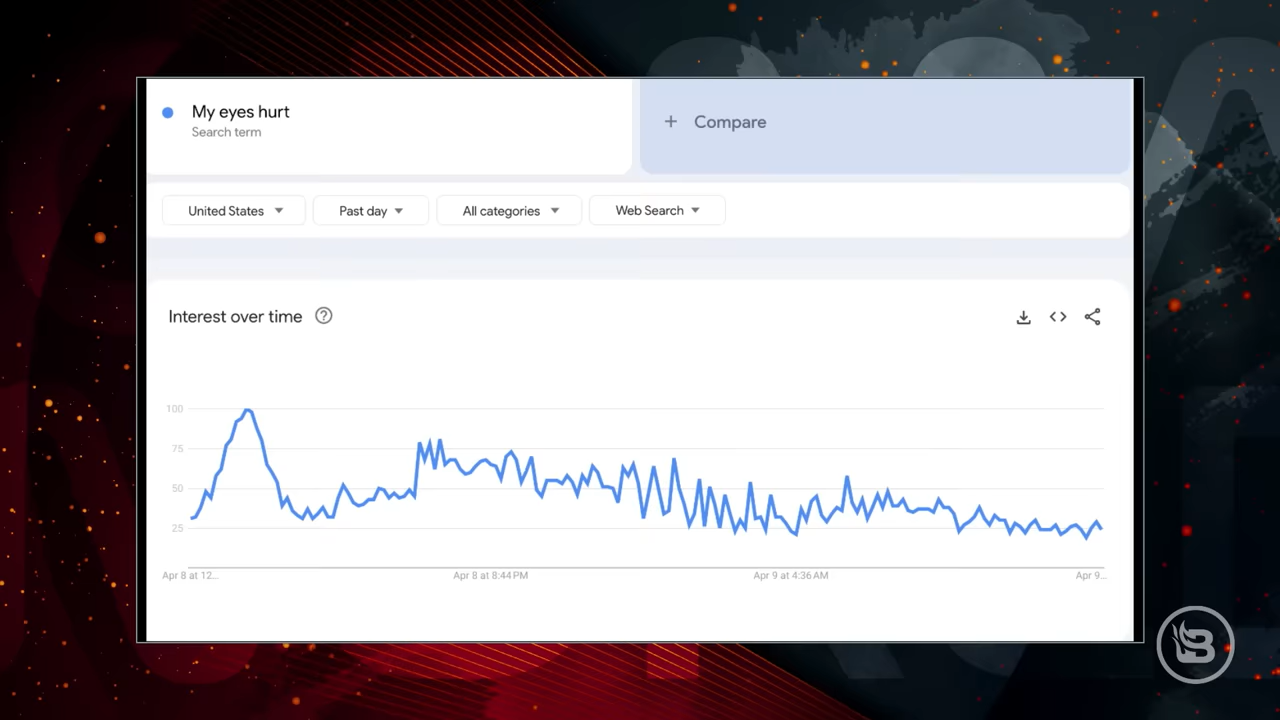 My eyes hurt
Search term
+ Compare
United States
Past day
All categories
Web Search
Interest over time
100
75
50
25
Apr 8 at 12...
Apr 8 at 8:44 PM
Apr 9 at 4:36 AM
Apr 9...
B